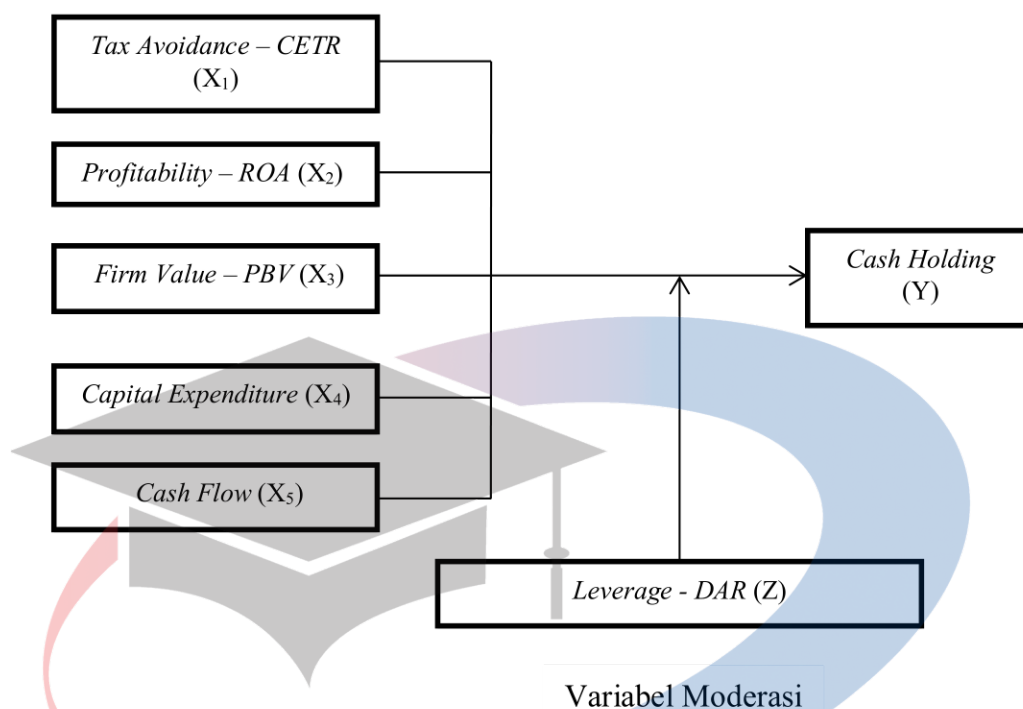 Tax Avoidance – CETR
(X₁)
Profitability – ROA (X₂)
Firm Value – PBV (X₃)
Cash Holding
(Y)
Capital Expenditure (X₄)
Cash Flow (X₅)
Leverage - DAR (Z)
Variabel Moderasi